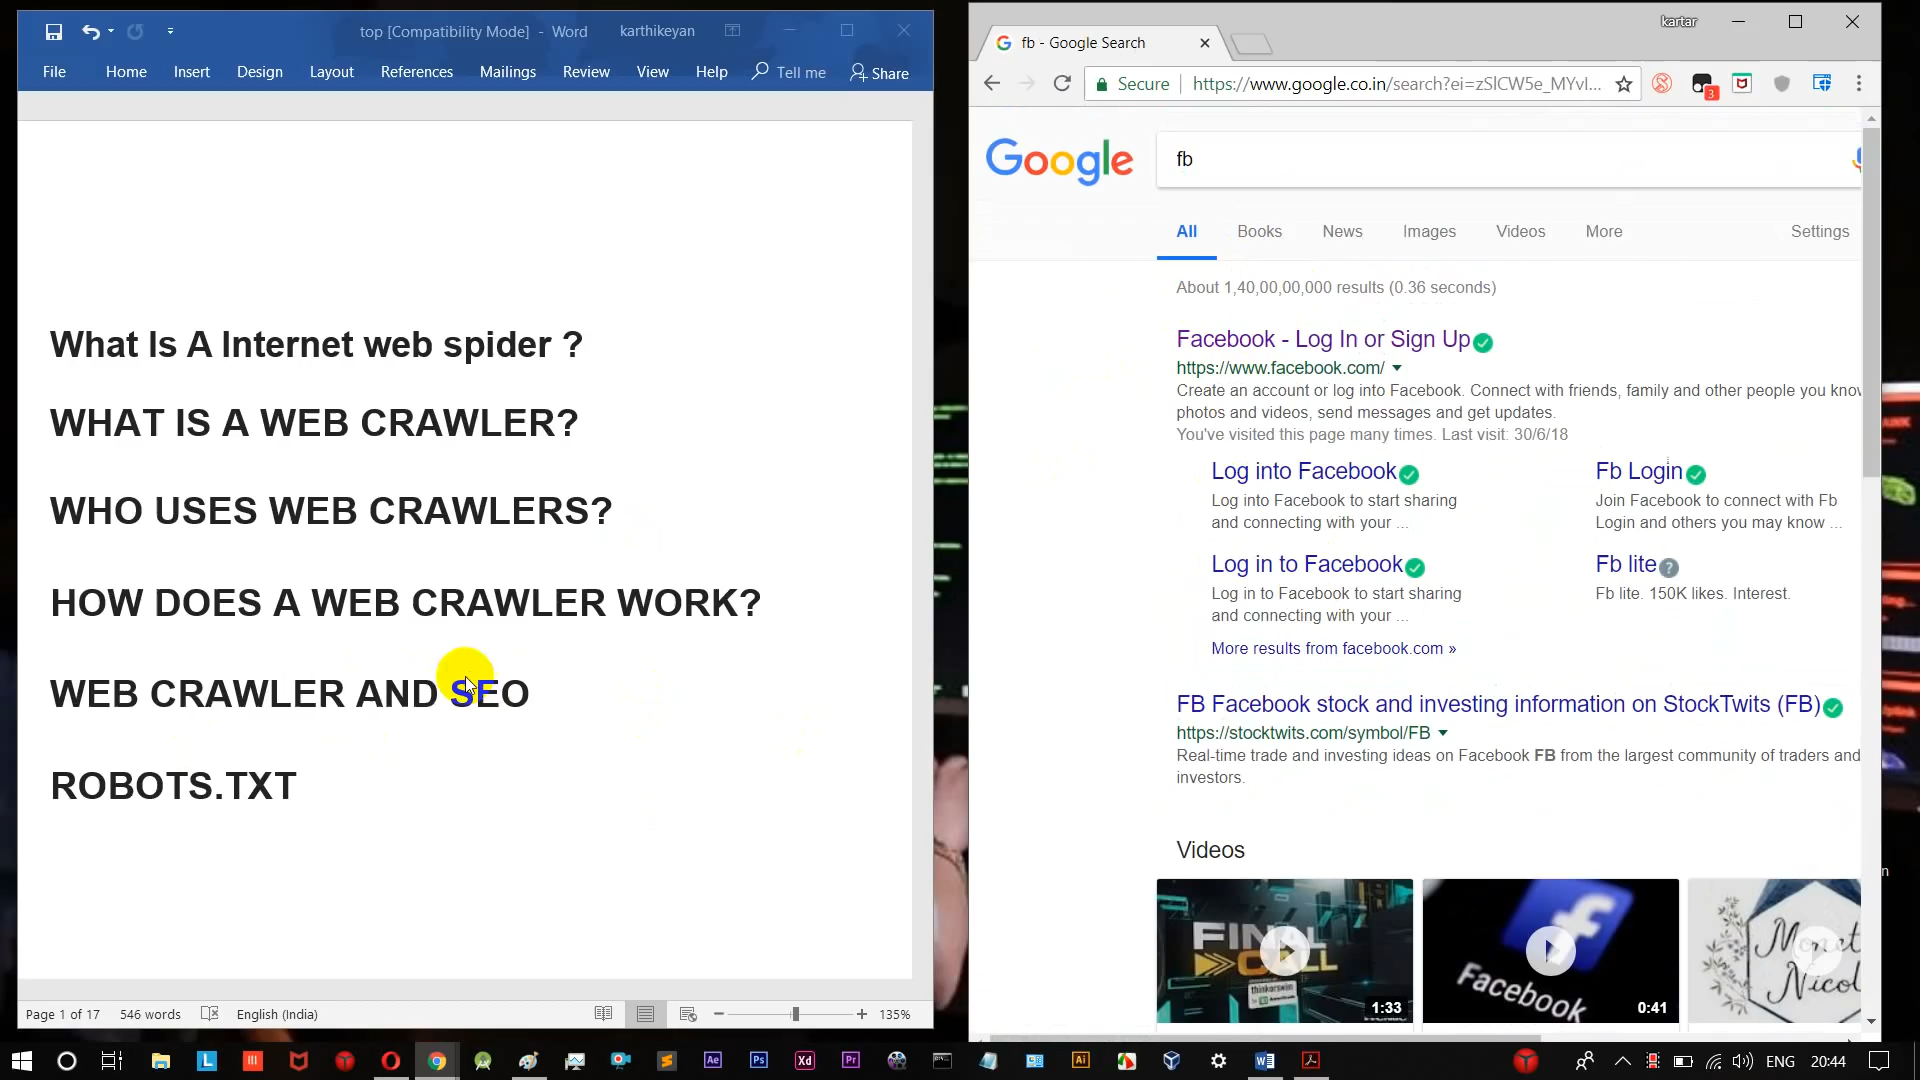 top [Compatibility Mode] - Word karthikeyan
File Home Insert Design Layout References Mailings Review View Help Tell me Share
What Is A Internet web spider ?
WHAT IS A WEB CRAWLER?
WHO USES WEB CRAWLERS?
HOW DOES A WEB CRAWLER WORK?
WEB CRAWLER AND SEO
ROBOTS.TXT
Page 1 of 17 546 words English (India) 135%
kartar
fb - Google Search
Secure https://www.google.co.in/search?ei=zSlCW5e_MYvI...
3
Google fb
All Books News Images Videos More Settings
About 1,40,00,00,000 results (0.36 seconds)
Facebook - Log In or Sign Up
https://www.facebook.com/
Create an account or log into Facebook. Connect with friends, family and other people you know
photos and videos, send messages and get updates.
You've visited this page many times. Last visit: 30/6/18
Log into Facebook
Log into Facebook to start sharing
and connecting with your ...
Fb Login
Join Facebook to connect with Fb
Login and others you may know ...
Log in to Facebook
Log in to Facebook to start sharing
and connecting with your ...
Fb lite
Fb lite. 150K likes. Interest.
More results from facebook.com »
FB Facebook stock and investing information on StockTwits (FB)
https://stocktwits.com/symbol/FB
Real-time trade and investing ideas on Facebook FB from the largest community of traders and
investors.
Videos
FINAL
CALL
thinkorswim
1:33
Facebook
0:41
L Ae Ps Xd Pr Ai
ENG 20:44